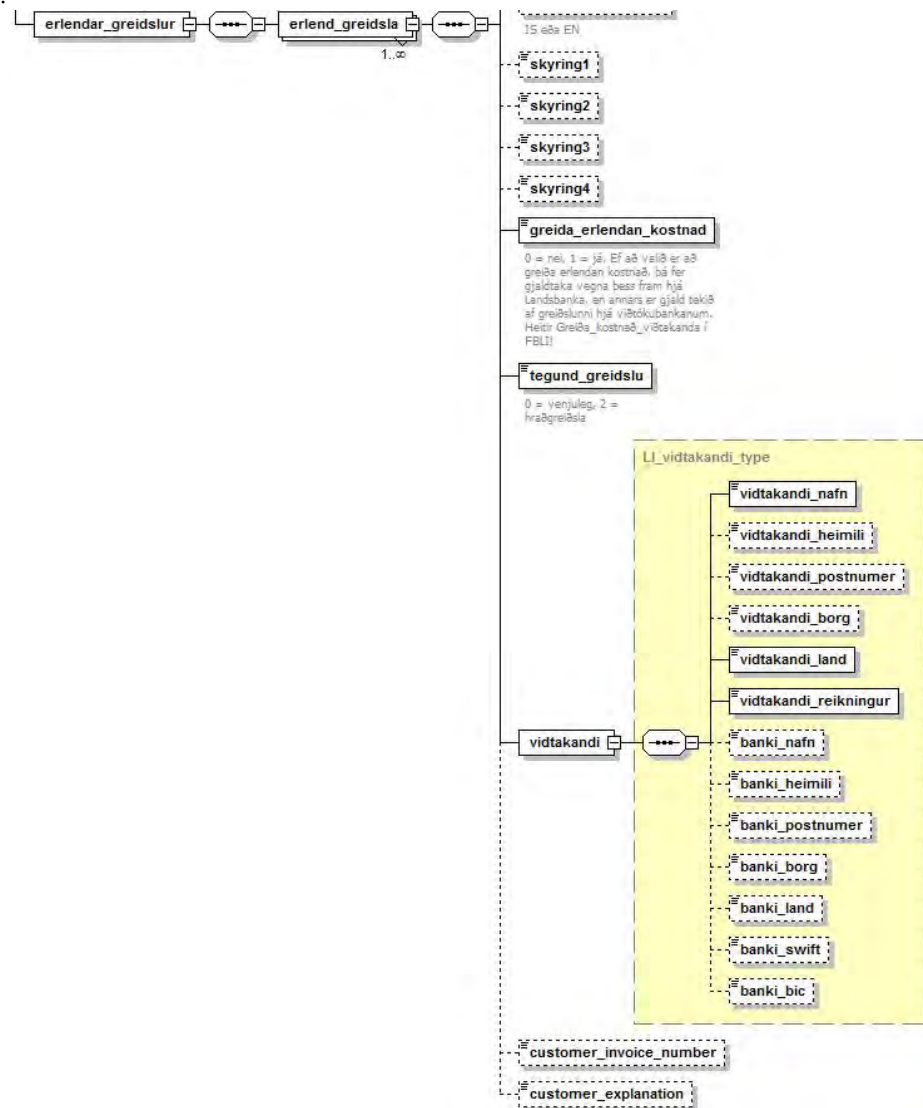 erlendar_greidslur
erlend_greidsla
1..∞
IS eða EN
skyring1
skyring2
skyring3
skyring4
greida_erlendan_kostnad
0 = nei, 1 = já. Ef að valið er að
greiða erlendan kostnað, þá fer
gjaldtaka vegna þess fram hjá
Landsbanka, en annars er gjald tekið
af greiðslunni hjá viðtökubankanum.
Heitir Greiða_kostnað_viðtakanda í
FBLI!
tegund_greidslu
0 = venjuleg, 2 =
hraðgreiðsla
LI_vidtakandi_type
vidtakandi_nafn
vidtakandi_heimili
vidtakandi_postnumer
vidtakandi_borg
vidtakandi_land
vidtakandi_reikningur
vidtakandi
banki_nafn
banki_heimili
banki_postnumer
banki_borg
banki_land
banki_swift
banki_bic
customer_invoice_number
customer_explanation